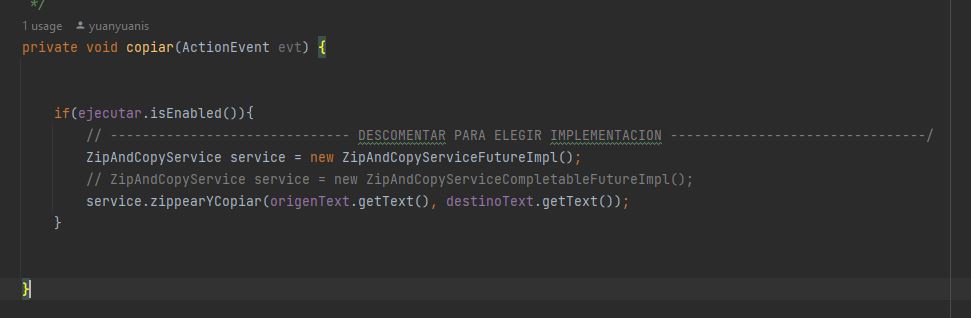 */
1 usage yuanyuanis
private void copiar(ActionEvent evt) {
if(ejecutar.isEnabled()){
// ------------------------------ DESCOMENTAR PARA ELEGIR IMPLEMENTACION --------------------------------/
ZipAndCopyService service = new ZipAndCopyServiceFutureImpl();
// ZipAndCopyService service = new ZipAndCopyServiceCompletableFutureImpl();
service.zippearYCopiar(origenText.getText(), destinoText.getText());
}
}